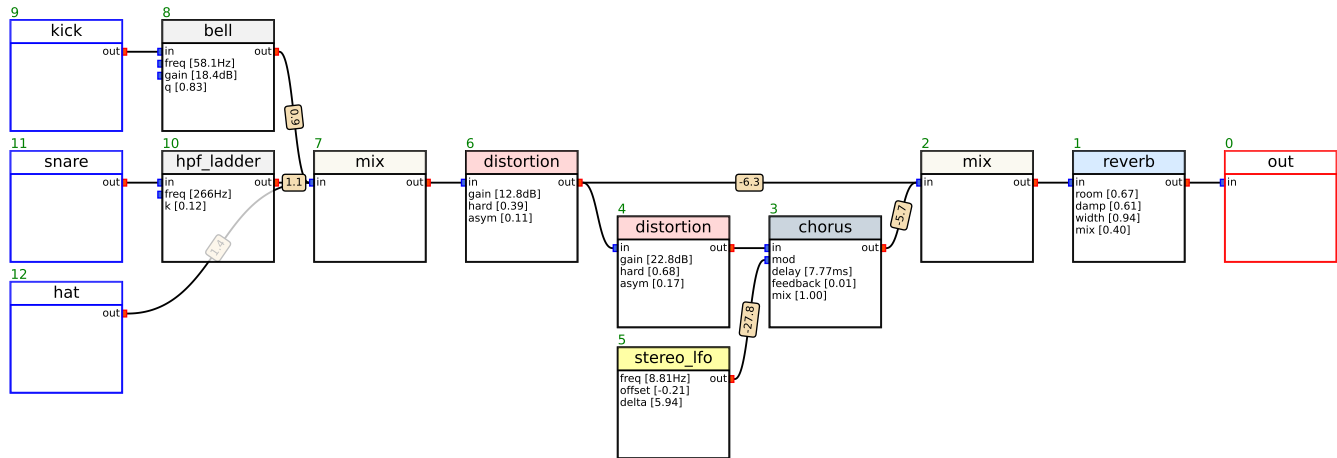 9
kick
out
8
bell
in out
freq [58.1Hz]
gain [18.4dB]
q [0.83]
0.9
11
snare
out
10
hpf_ladder
in out
freq [266Hz]
k [0.12]
1.1
1.4
12
hat
out
7
mix
in out
6
distortion
in out
gain [12.8dB]
hard [0.39]
asym [0.11]
-6.3
4
distortion
in out
gain [22.8dB]
hard [0.68]
asym [0.17]
5
stereo_lfo
freq [8.81Hz] out
offset [-0.21]
delta [5.94]
-27.8
3
chorus
in out
mod
delay [7.77ms]
feedback [0.01]
mix [1.00]
-5.7
2
mix
in out
1
reverb
in out
room [0.67]
damp [0.61]
width [0.94]
mix [0.40]
0
out
in